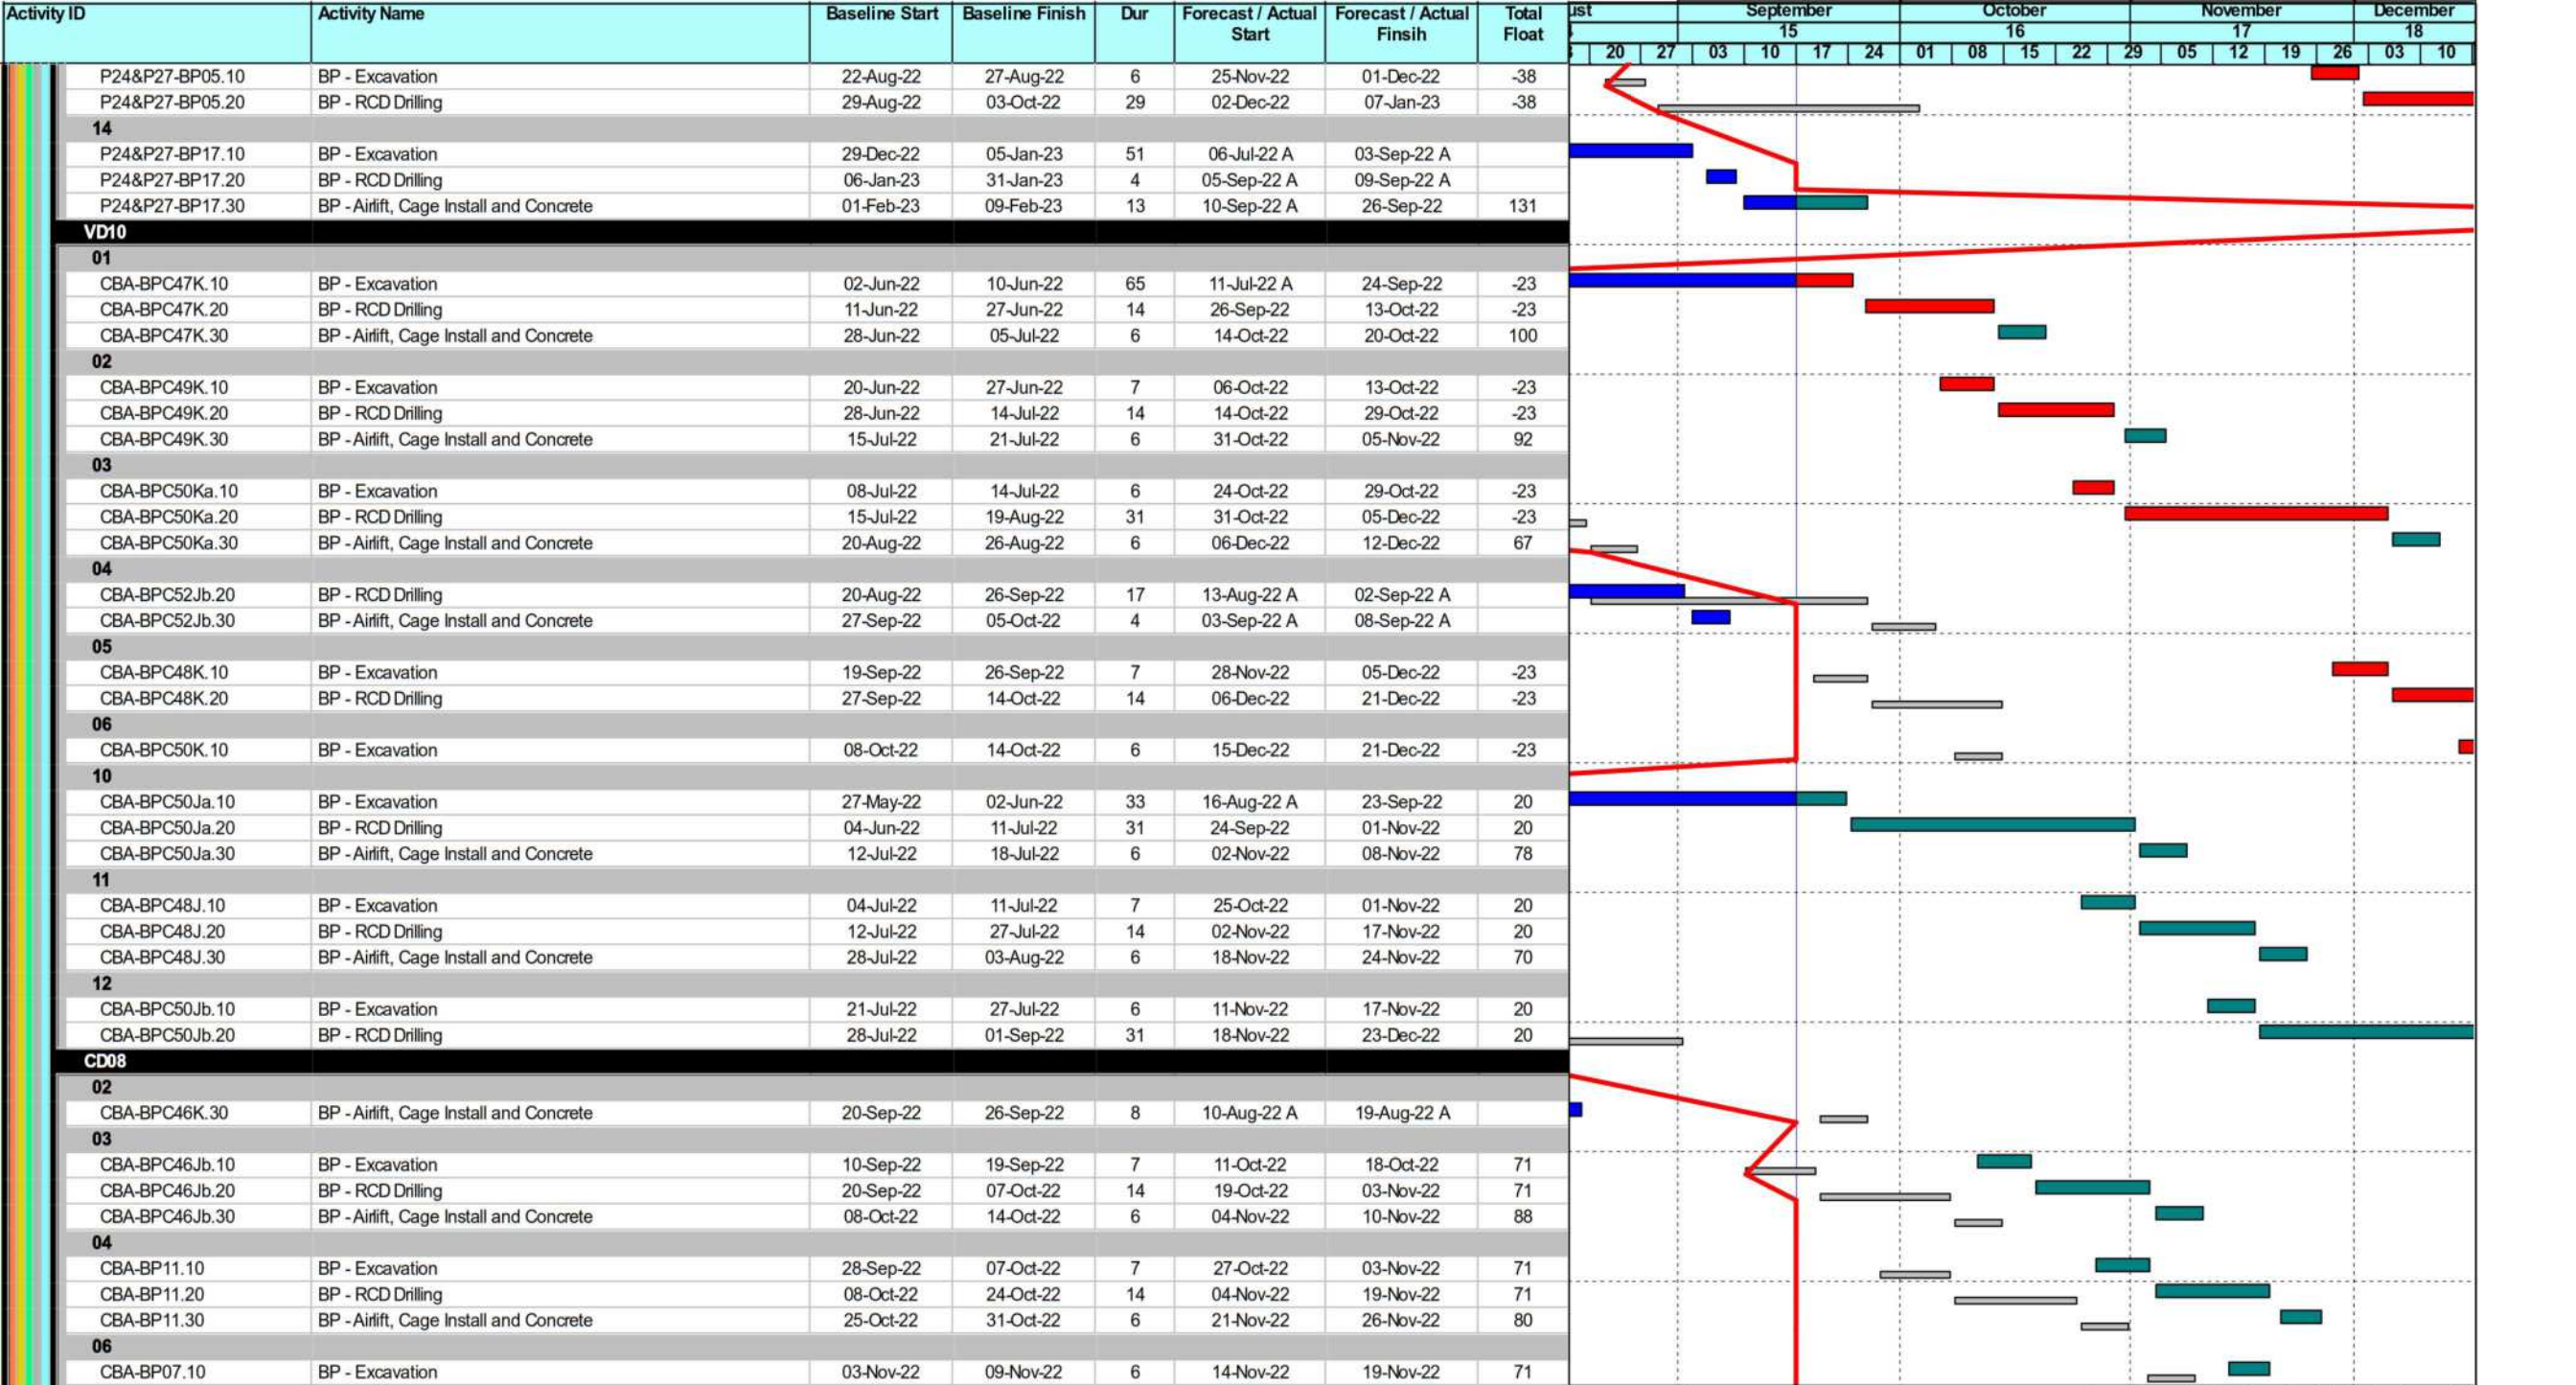 Activity ID Activity Name Baseline Start Baseline Finish Dur Forecast / Actual Start Forecast / Actual Finsih Total Float
ust September October November December
15 16 17 18
20 27 03 10 17 24 01 08 15 22 29 05 12 19 26 03 10
P24&P27-BP05.10 BP - Excavation 22-Aug-22 27-Aug-22 6 25-Nov-22 01-Dec-22 -38
P24&P27-BP05.20 BP - RCD Drilling 29-Aug-22 03-Oct-22 29 02-Dec-22 07-Jan-23 -38
14
P24&P27-BP17.10 BP - Excavation 29-Dec-22 05-Jan-23 51 06-Jul-22 A 03-Sep-22 A
P24&P27-BP17.20 BP - RCD Drilling 06-Jan-23 31-Jan-23 4 05-Sep-22 A 09-Sep-22 A
P24&P27-BP17.30 BP - Airlift, Cage Install and Concrete 01-Feb-23 09-Feb-23 13 10-Sep-22 A 26-Sep-22 131
VD10
01
CBA-BPC47K.10 BP - Excavation 02-Jun-22 10-Jun-22 65 11-Jul-22 A 24-Sep-22 -23
CBA-BPC47K.20 BP - RCD Drilling 11-Jun-22 27-Jun-22 14 26-Sep-22 13-Oct-22 -23
CBA-BPC47K.30 BP - Airlift, Cage Install and Concrete 28-Jun-22 05-Jul-22 6 14-Oct-22 20-Oct-22 100
02
CBA-BPC49K.10 BP - Excavation 20-Jun-22 27-Jun-22 7 06-Oct-22 13-Oct-22 -23
CBA-BPC49K.20 BP - RCD Drilling 28-Jun-22 14-Jul-22 14 14-Oct-22 29-Oct-22 -23
CBA-BPC49K.30 BP - Airlift, Cage Install and Concrete 15-Jul-22 21-Jul-22 6 31-Oct-22 05-Nov-22 92
03
CBA-BPC50Ka.10 BP - Excavation 08-Jul-22 14-Jul-22 6 24-Oct-22 29-Oct-22 -23
CBA-BPC50Ka.20 BP - RCD Drilling 15-Jul-22 19-Aug-22 31 31-Oct-22 05-Dec-22 -23
CBA-BPC50Ka.30 BP - Airlift, Cage Install and Concrete 20-Aug-22 26-Aug-22 6 06-Dec-22 12-Dec-22 67
04
CBA-BPC52Jb.20 BP - RCD Drilling 20-Aug-22 26-Sep-22 17 13-Aug-22 A 02-Sep-22 A
CBA-BPC52Jb.30 BP - Airlift, Cage Install and Concrete 27-Sep-22 05-Oct-22 4 03-Sep-22 A 08-Sep-22 A
05
CBA-BPC48K.10 BP - Excavation 19-Sep-22 26-Sep-22 7 28-Nov-22 05-Dec-22 -23
CBA-BPC48K.20 BP - RCD Drilling 27-Sep-22 14-Oct-22 14 06-Dec-22 21-Dec-22 -23
06
CBA-BPC50K.10 BP - Excavation 08-Oct-22 14-Oct-22 6 15-Dec-22 21-Dec-22 -23
10
CBA-BPC50Ja.10 BP - Excavation 27-May-22 02-Jun-22 33 16-Aug-22 A 23-Sep-22 20
CBA-BPC50Ja.20 BP - RCD Drilling 04-Jun-22 11-Jul-22 31 24-Sep-22 01-Nov-22 20
CBA-BPC50Ja.30 BP - Airlift, Cage Install and Concrete 12-Jul-22 18-Jul-22 6 02-Nov-22 08-Nov-22 78
11
CBA-BPC48J.10 BP - Excavation 04-Jul-22 11-Jul-22 7 25-Oct-22 01-Nov-22 20
CBA-BPC48J.20 BP - RCD Drilling 12-Jul-22 27-Jul-22 14 02-Nov-22 17-Nov-22 20
CBA-BPC48J.30 BP - Airlift, Cage Install and Concrete 28-Jul-22 03-Aug-22 6 18-Nov-22 24-Nov-22 70
12
CBA-BPC50Jb.10 BP - Excavation 21-Jul-22 27-Jul-22 6 11-Nov-22 17-Nov-22 20
CBA-BPC50Jb.20 BP - RCD Drilling 28-Jul-22 01-Sep-22 31 18-Nov-22 23-Dec-22 20
CD08
02
CBA-BPC46K.30 BP - Airlift, Cage Install and Concrete 20-Sep-22 26-Sep-22 8 10-Aug-22 A 19-Aug-22 A
03
CBA-BPC46Jb.10 BP - Excavation 10-Sep-22 19-Sep-22 7 11-Oct-22 18-Oct-22 71
CBA-BPC46Jb.20 BP - RCD Drilling 20-Sep-22 07-Oct-22 14 19-Oct-22 03-Nov-22 71
CBA-BPC46Jb.30 BP - Airlift, Cage Install and Concrete 08-Oct-22 14-Oct-22 6 04-Nov-22 10-Nov-22 88
04
CBA-BP11.10 BP - Excavation 28-Sep-22 07-Oct-22 7 27-Oct-22 03-Nov-22 71
CBA-BP11.20 BP - RCD Drilling 08-Oct-22 24-Oct-22 14 04-Nov-22 19-Nov-22 71
CBA-BP11.30 BP - Airlift, Cage Install and Concrete 25-Oct-22 31-Oct-22 6 21-Nov-22 26-Nov-22 80
06
CBA-BP07.10 BP - Excavation 03-Nov-22 09-Nov-22 6 14-Nov-22 19-Nov-22 71